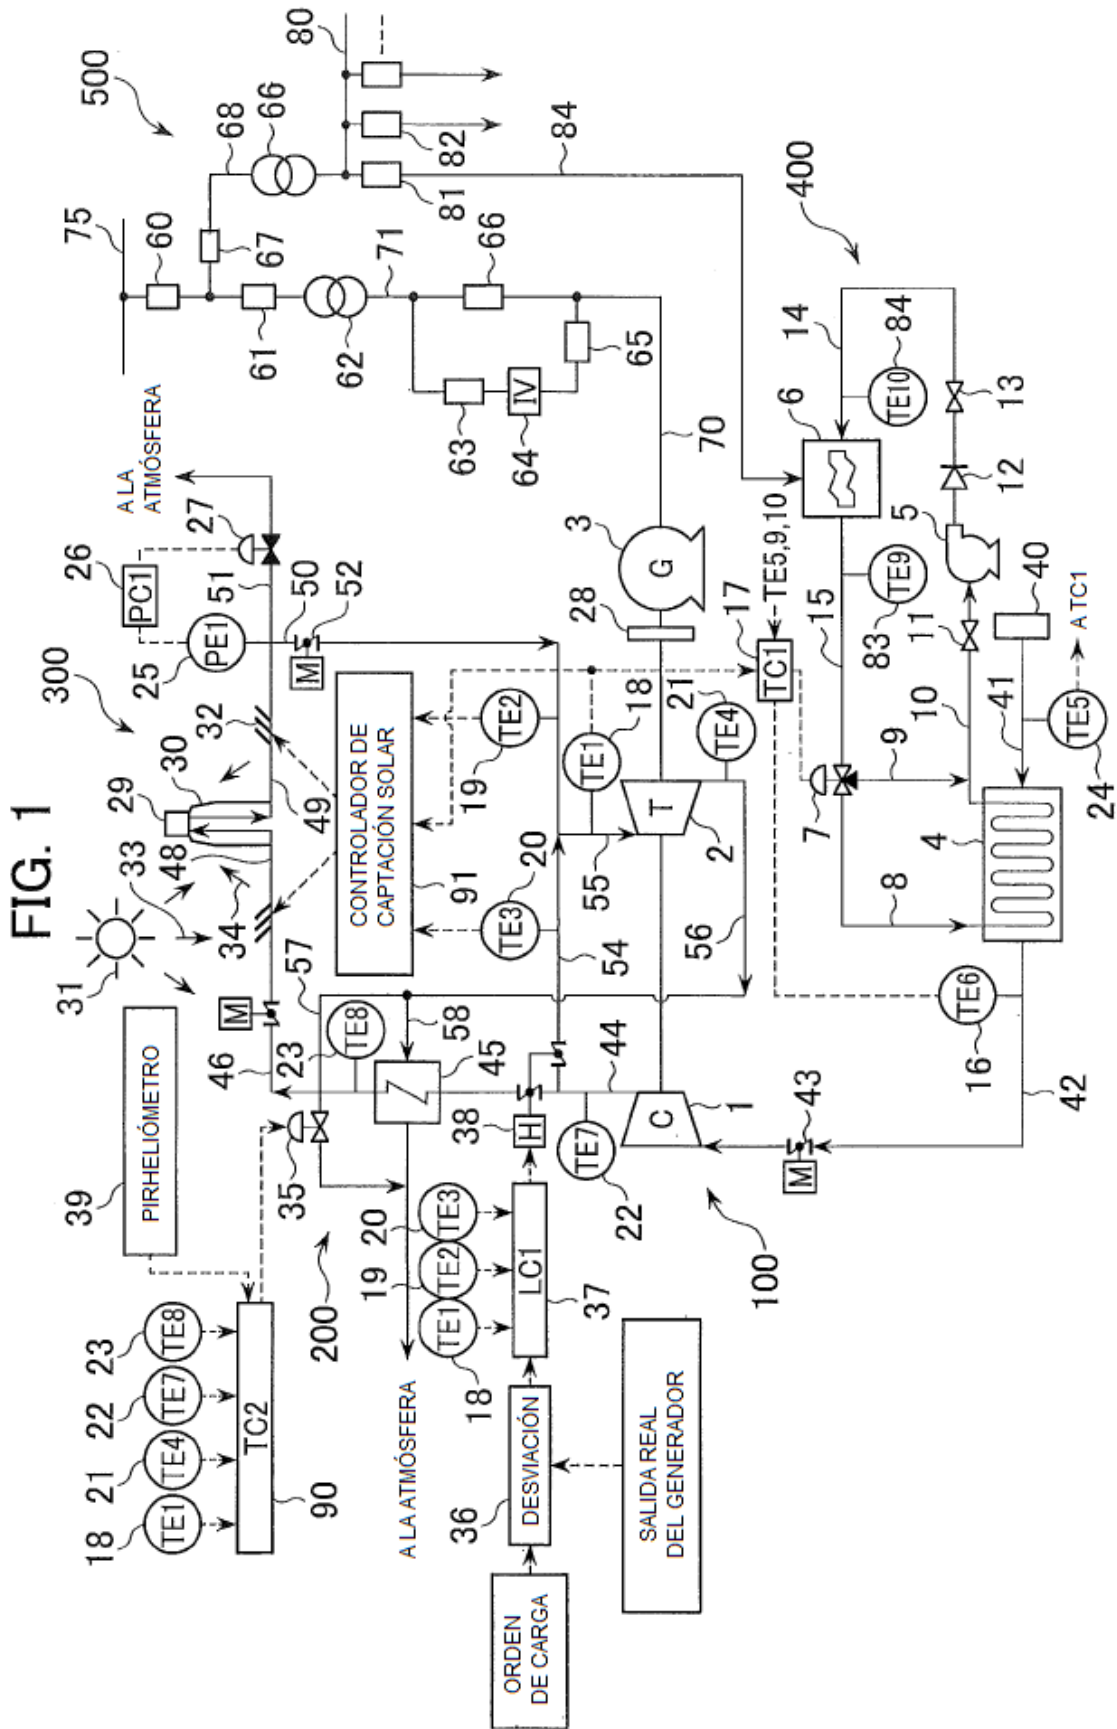 FIG. 1
300
500
39
PIRHELIÓMETRO
31
33
29
30
32
34
48
49
25
PE1
26
PC1
27
A LA
ATMÓSFERA
75
60
61
67
68
66
80
81
82
84
62
71
66
63
64
IV
65
18
TE1
21
TE4
22
TE7
23
TE8
TC2
90
M
46
57
TE8
23
35
200
58
45
CONTROLADOR DE
CAPTACIÓN SOLAR
91
M
50
51
52
A LA ATMÓSFERA
18
TE1
19
TE2
20
TE3
LC1
37
H
38
TE3
20
TE2
19
54
44
TE7
22
55
TE1
18
28
3
G
70
17
TC1
TE5,9,10
ORDEN
DE CARGA
36
DESVIACIÓN
SALIDA REAL
DEL GENERADOR
100
C
1
T
2
TE4
21
56
M
43
42
TE6
16
7
8
9
15
6
14
TE9
83
TE10
84
400
4
10
11
5
12
13
41
40
TE5
24
A TC1